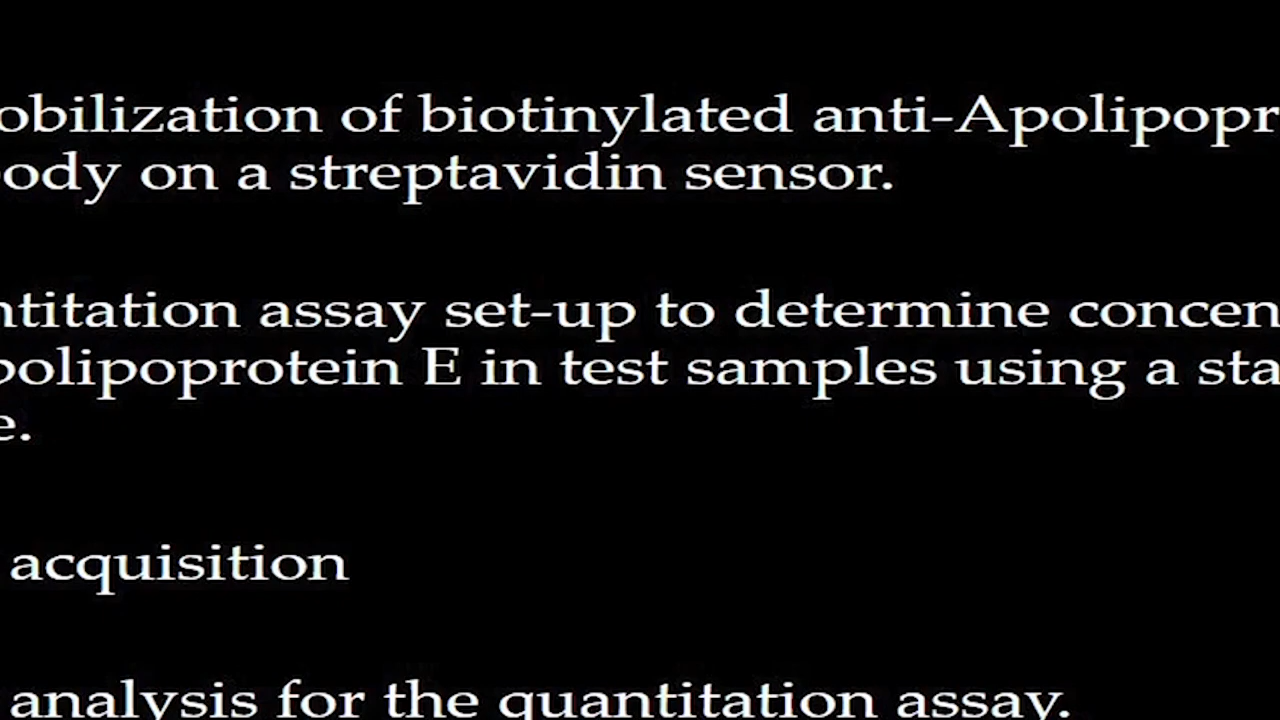 obilization of biotinylated anti-Apolipopr
ody on a streptavidin sensor.
ntitation assay set-up to determine concen
polipoprotein E in test samples using a sta
e.
acquisition
analysis for the quantitation assay.